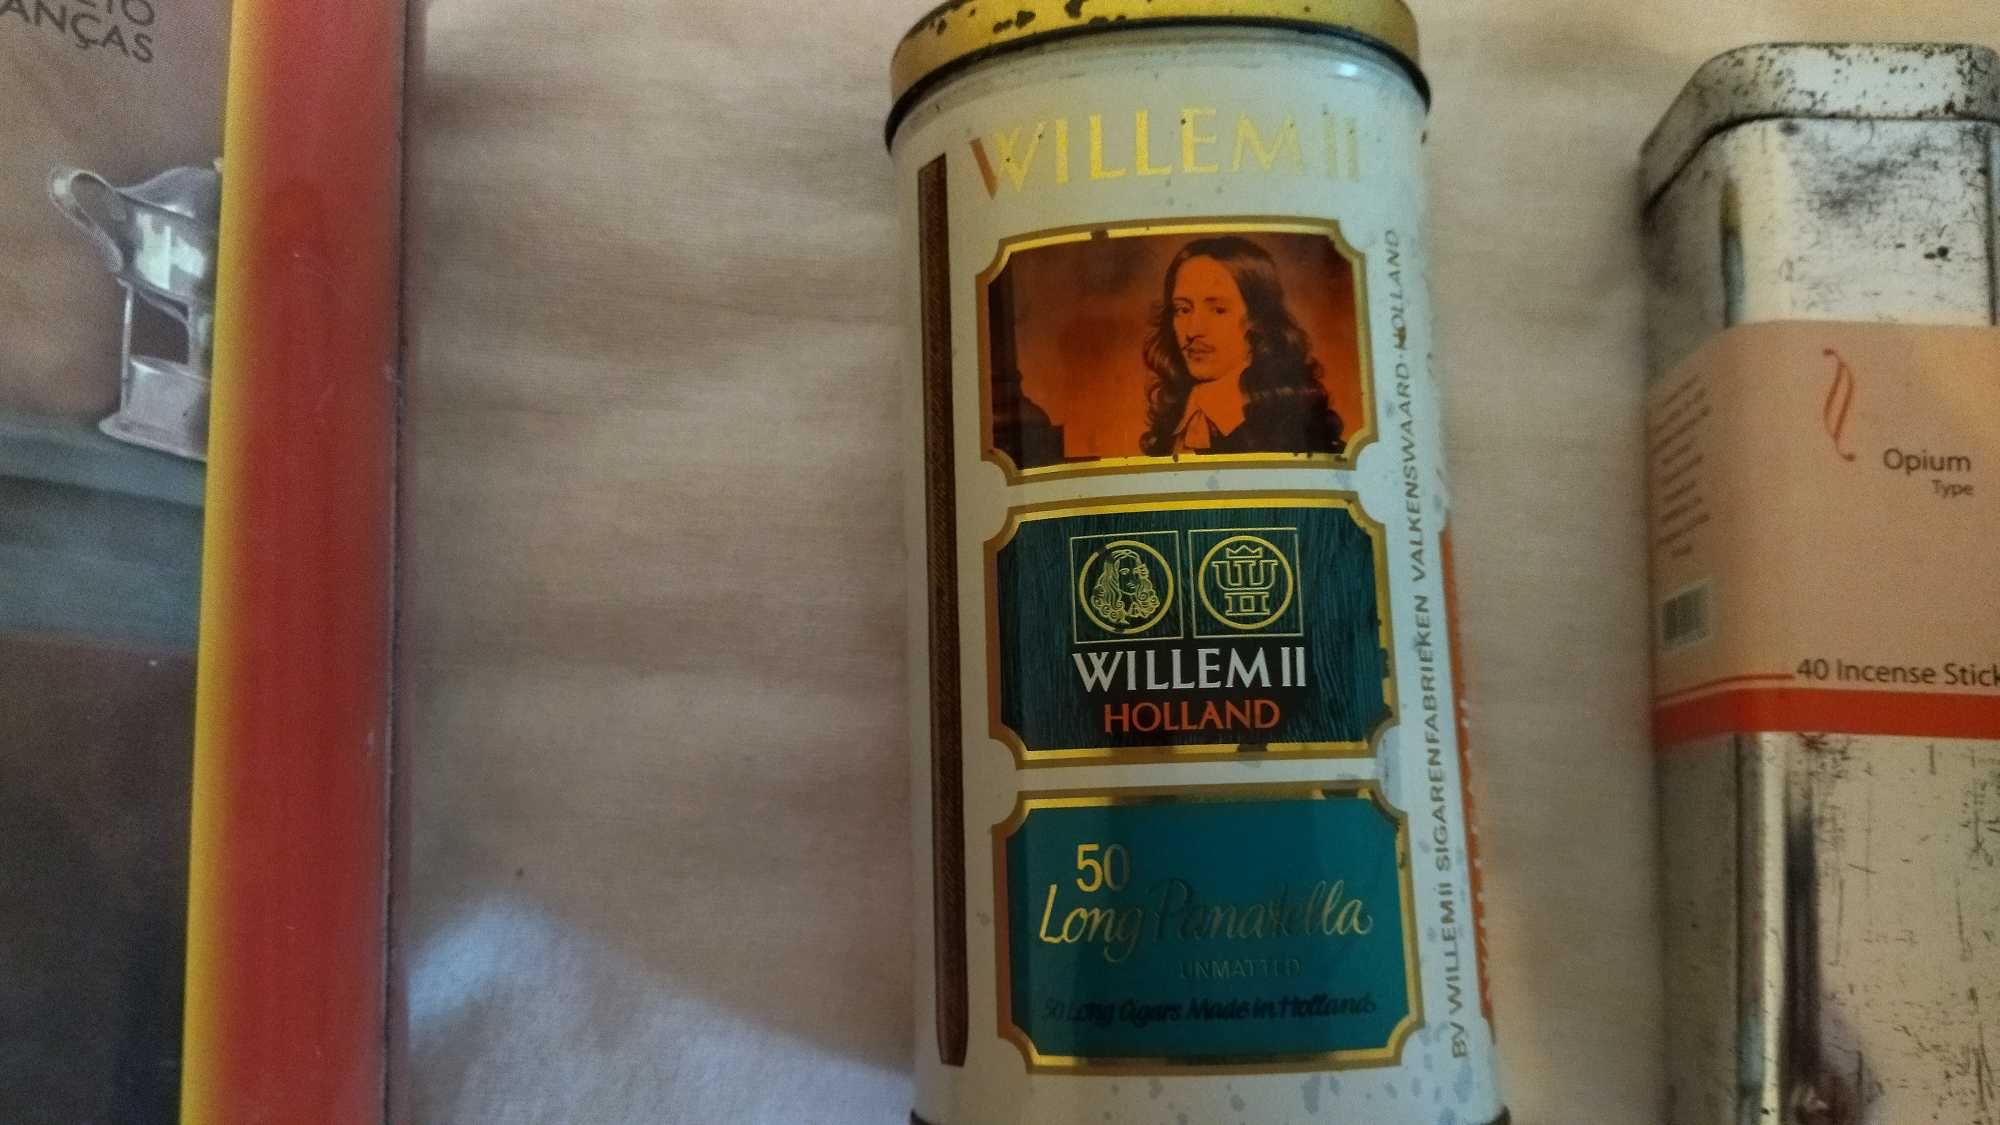 ANÇAS
WILLEM II
WILLEM II
HOLLAND
50
Long Panatella
UNMATTED
50 Long Cigars Made in Holland
BV WILLEM II SIGARENFABRIEKEN VALKENSWAARD·HOLLAND
Opium
Type
40 Incense Stick